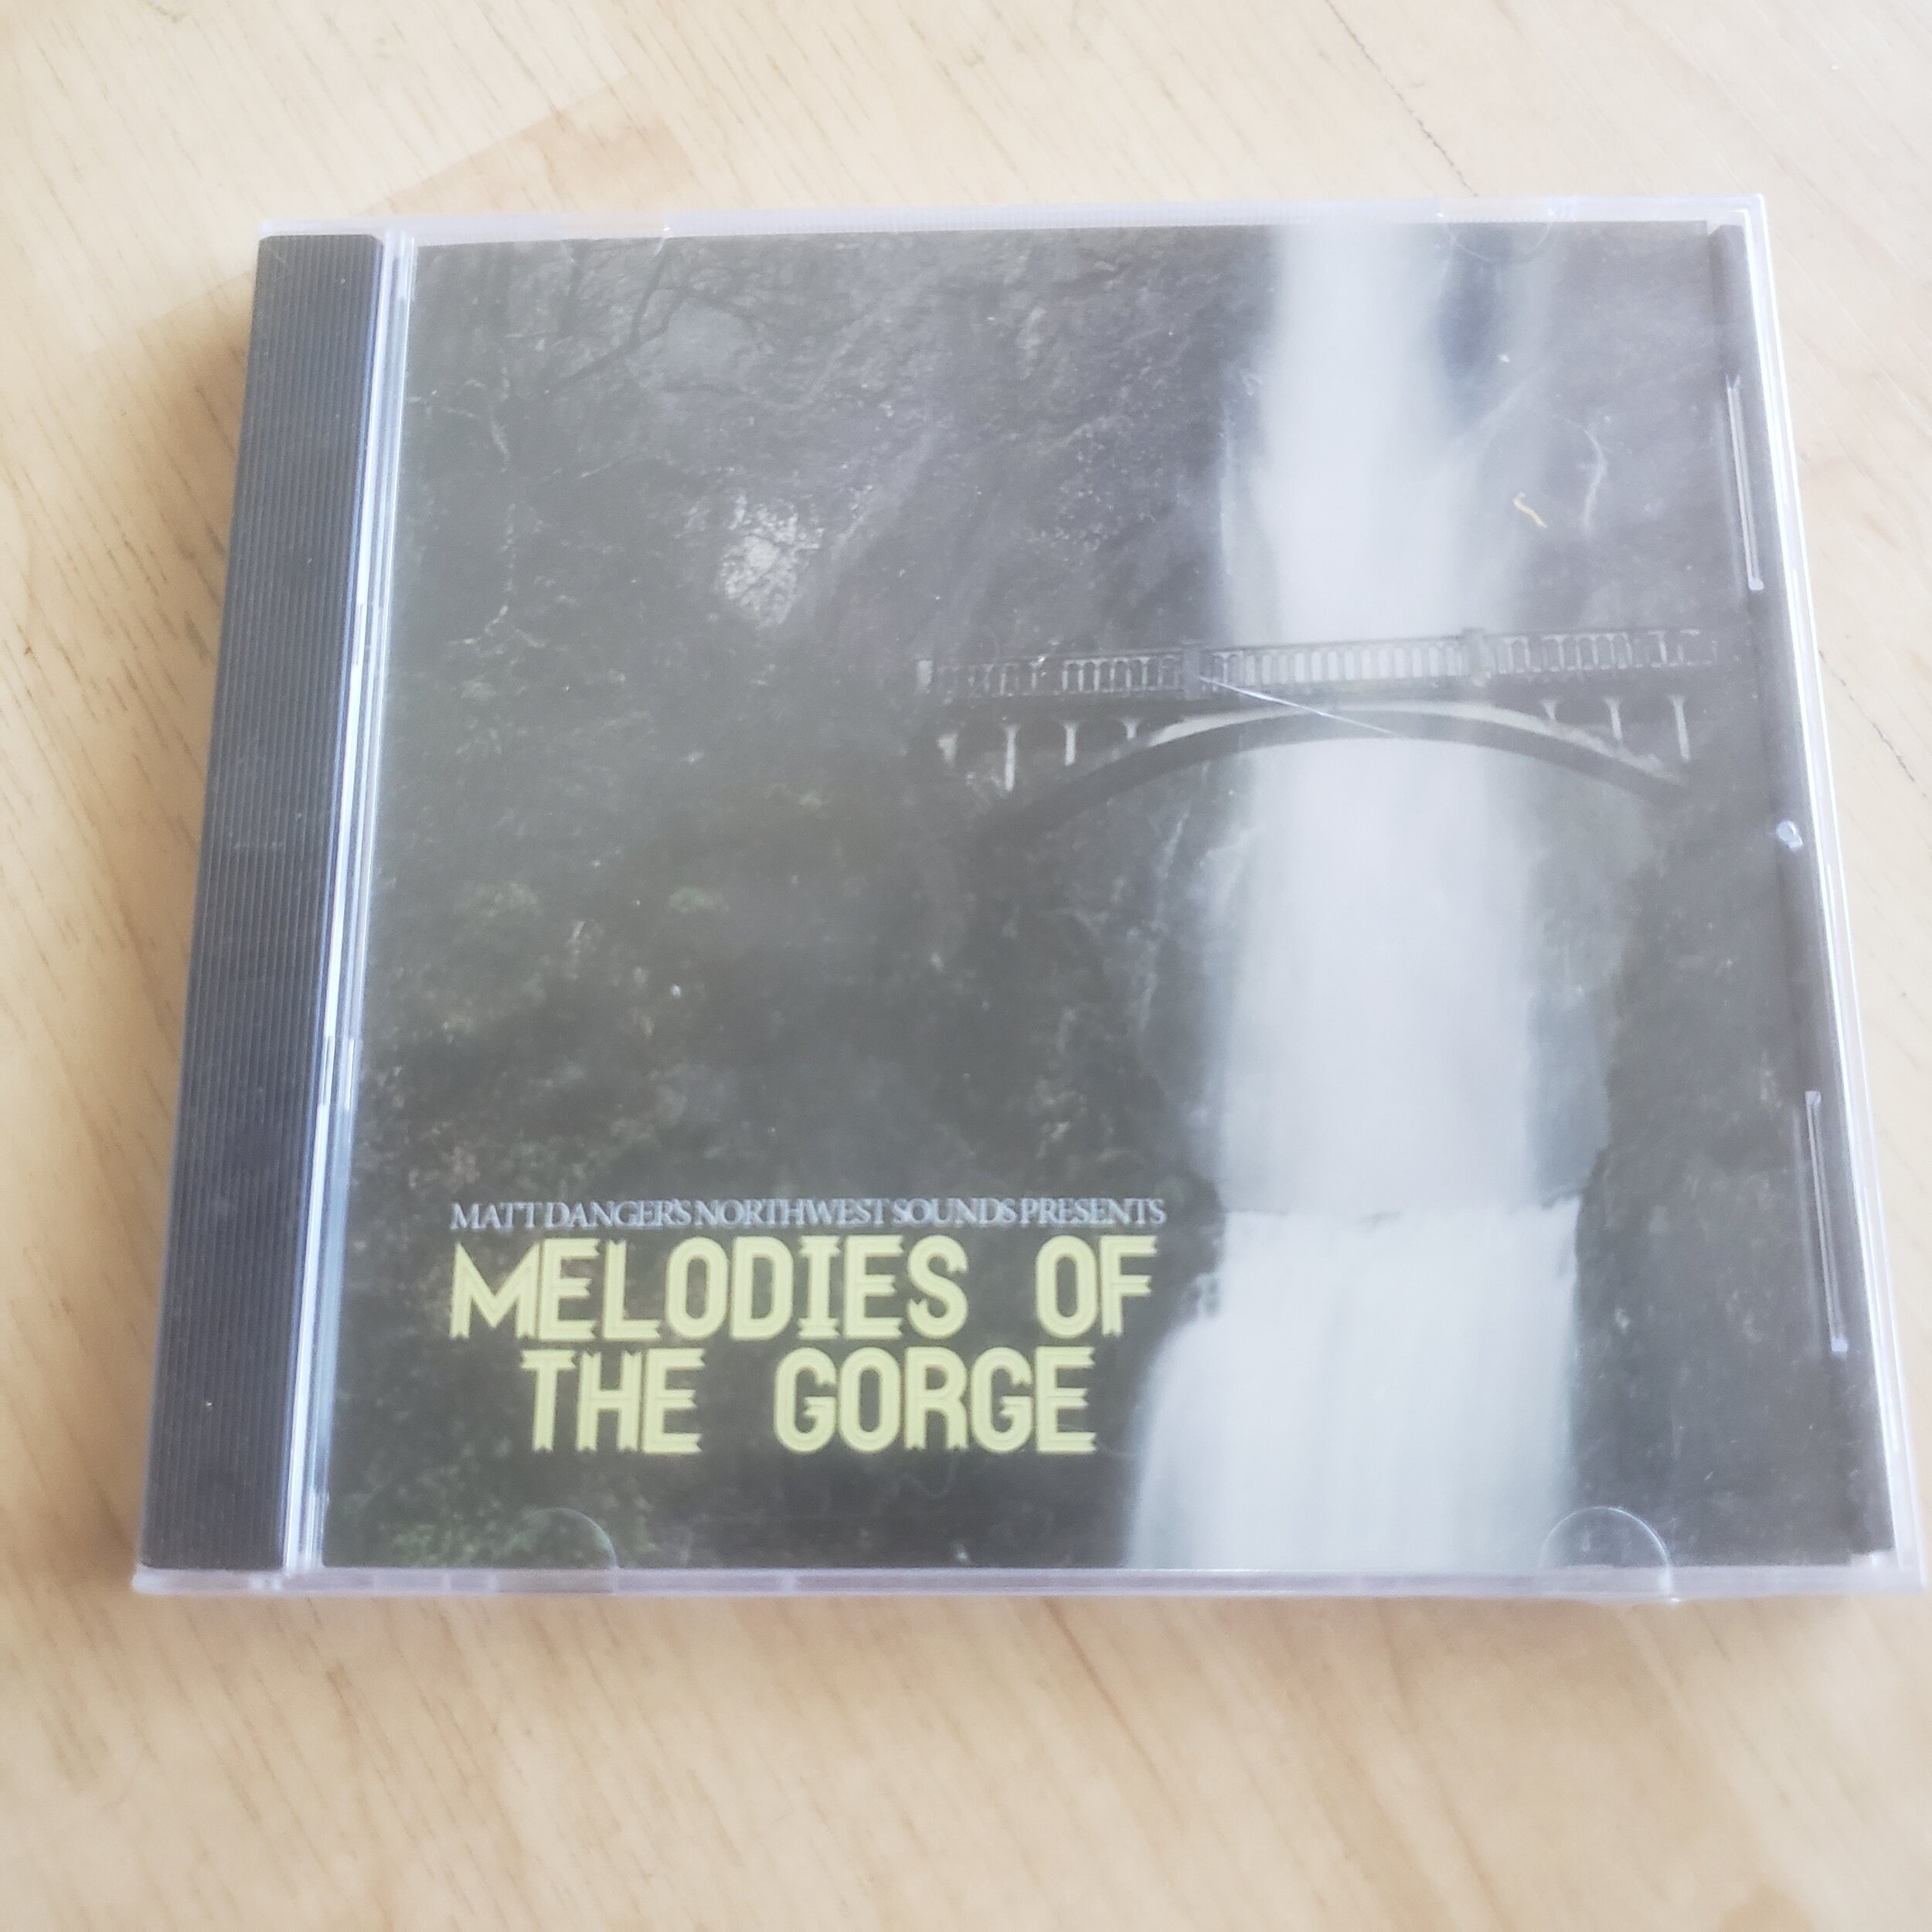 MATT DANGER'S NORTHWEST SOUNDS PRESENTS
MELODIES OF
THE GORGE